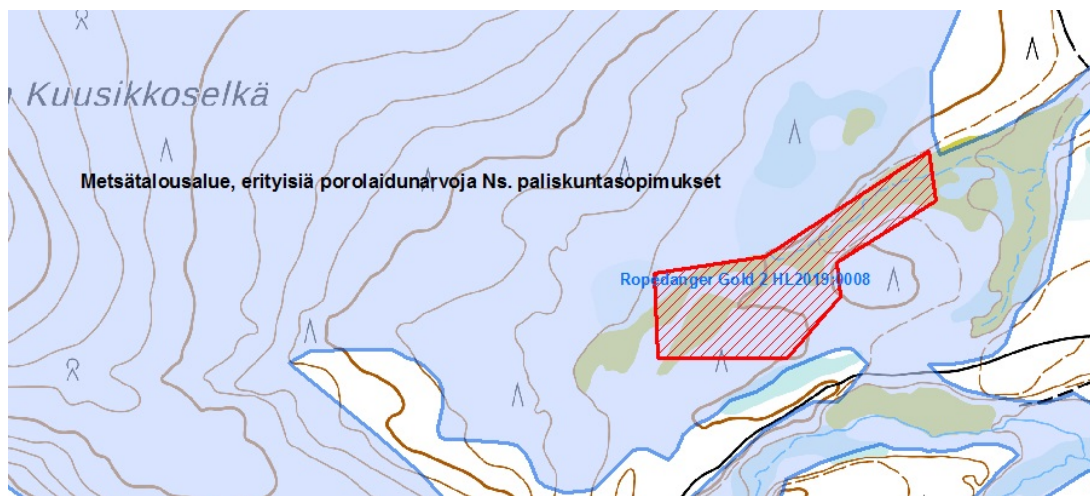 Kuusikkoselkä
Metsätalousalue, erityisiä porolaidunarvoja Ns. paliskuntasopimukset
Ropedanger Gold 2 HL2019:0008